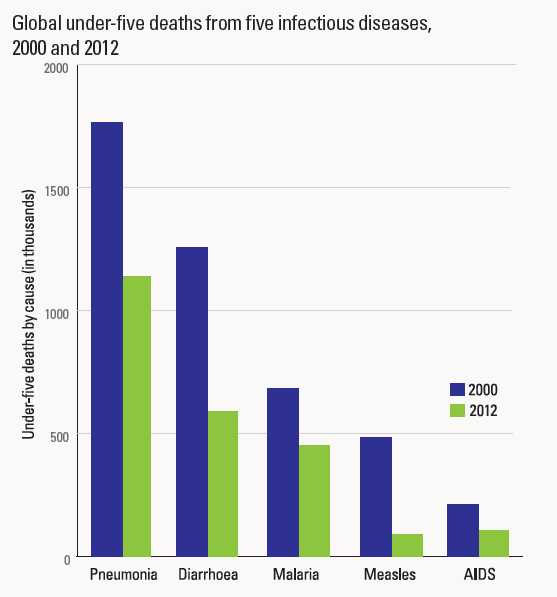 Global under-five deaths from five infectious diseases,
2000 and 2012
Under-five deaths by cause (in thousands)
2000
1500
1000
500
0
2000
2012
Pneumonia
Diarrhoea
Malaria
Measles
AIDS